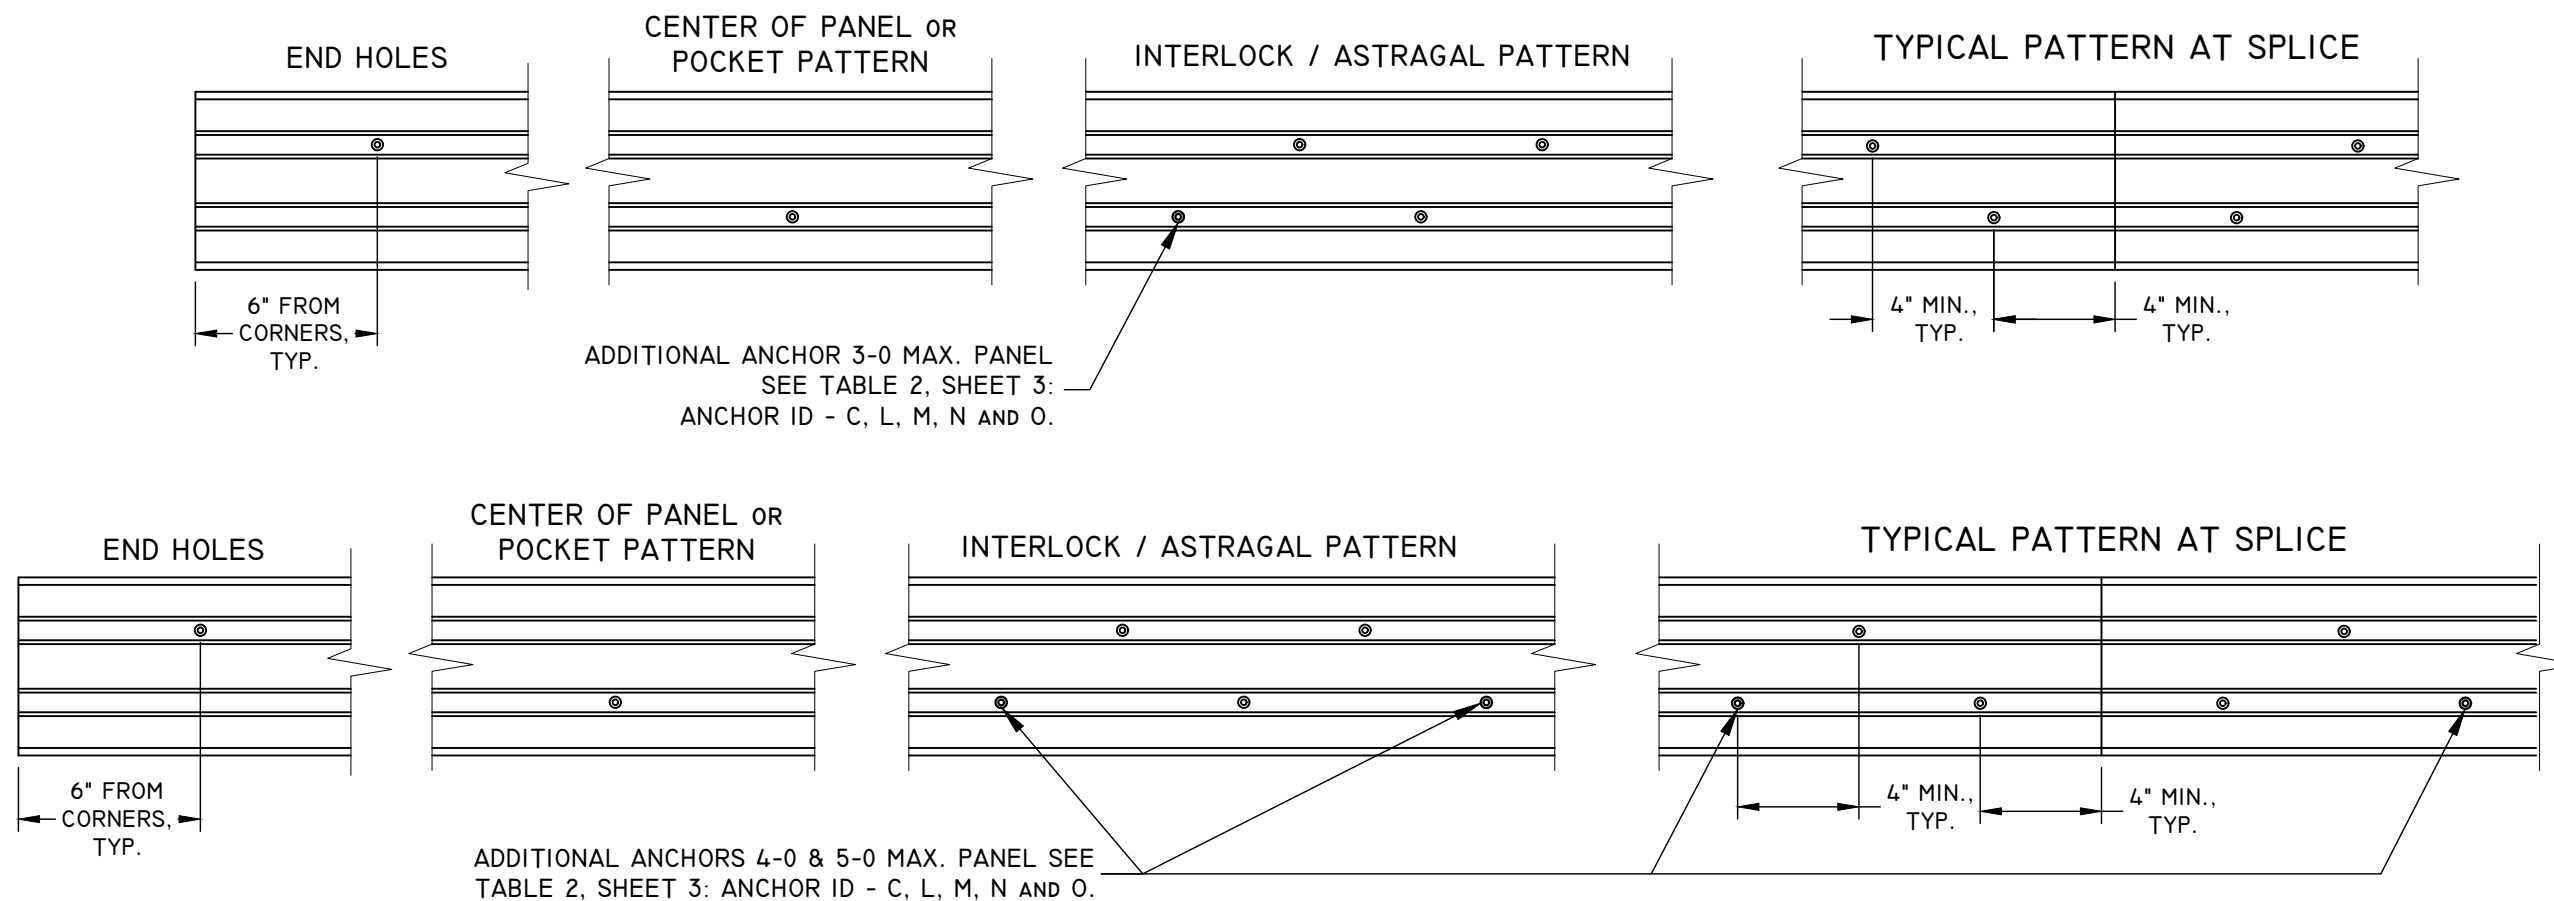 END HOLES
CENTER OF PANEL OR
POCKET PATTERN
INTERLOCK / ASTRAGAL PATTERN
TYPICAL PATTERN AT SPLICE
6" FROM
CORNERS,
TYP.
ADDITIONAL ANCHOR 3-0 MAX. PANEL
SEE TABLE 2, SHEET 3:
ANCHOR ID - C, L, M, N AND O.
4" MIN.,
TYP.
4" MIN.,
TYP.
END HOLES
CENTER OF PANEL OR
POCKET PATTERN
INTERLOCK / ASTRAGAL PATTERN
TYPICAL PATTERN AT SPLICE
6" FROM
CORNERS,
TYP.
ADDITIONAL ANCHORS 4-0 & 5-0 MAX. PANEL SEE
TABLE 2, SHEET 3: ANCHOR ID - C, L, M, N AND O.
4" MIN.,
TYP.
4" MIN.,
TYP.